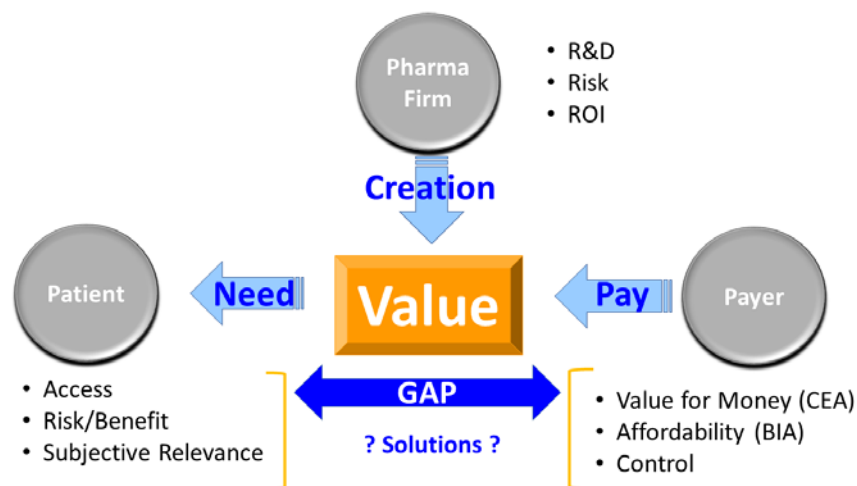 Pharma
Firm
• R&D
• Risk
• ROI
Creation
Patient
Need
Value
Pay
Payer
GAP
• Access
• Risk/Benefit
• Subjective Relevance
? Solutions ?
• Value for Money (CEA)
• Affordability (BIA)
• Control